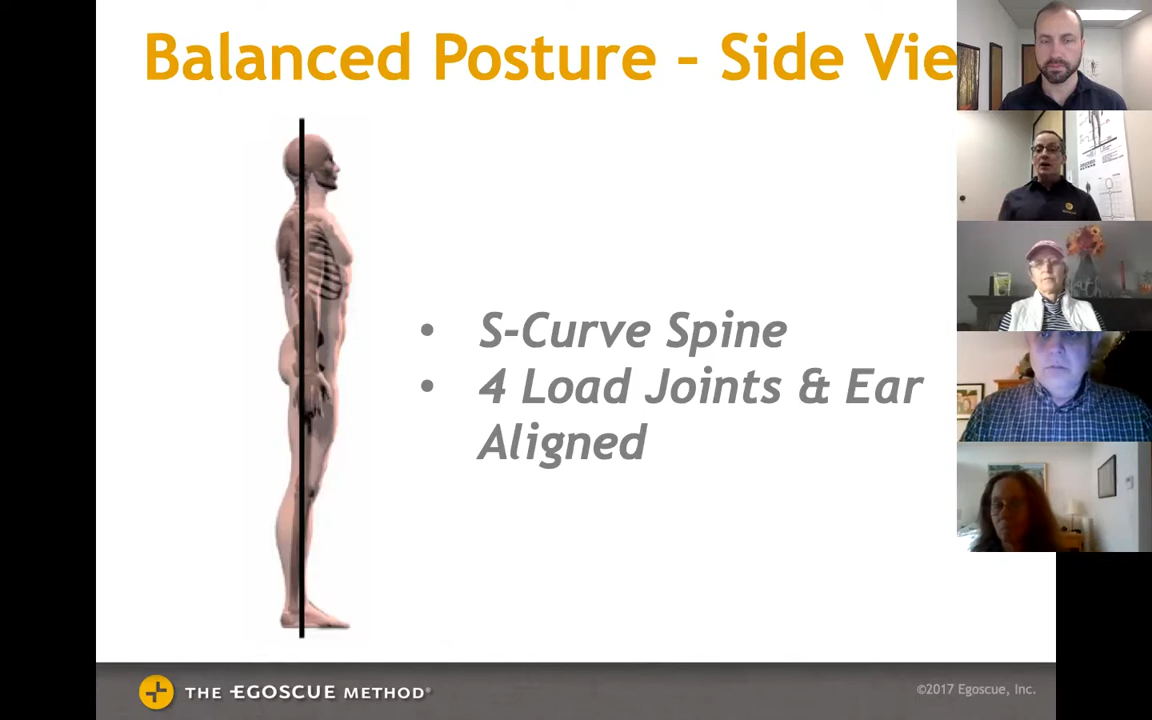 Balanced Posture – Side Vie
• S-Curve Spine
• 4 Load Joints & Ear
Aligned
THE EGOSCUE METHOD®
©2017 Egoscue, Inc.